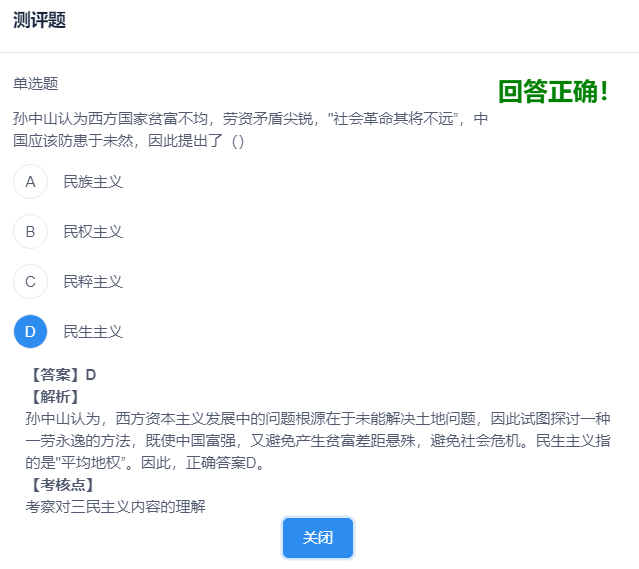 测评题
单选题
回答正确！
孙中山认为西方国家贫富不均，劳资矛盾尖锐，"社会革命其将不远”，中
国应该防患于未然，因此提出了（）
A 民族主义
B 民权主义
C 民粹主义
D 民生主义
【答案】D
【解析】
孙中山认为，西方资本主义发展中的问题根源在于未能解决土地问题，因此试图探讨一种
一劳永逸的方法，既使中国富强，又避免产生贫富差距悬殊，避免社会危机。民生主义指
的是"平均地权”。因此，正确答案D。
【考核点】
考察对三民主义内容的理解
关闭